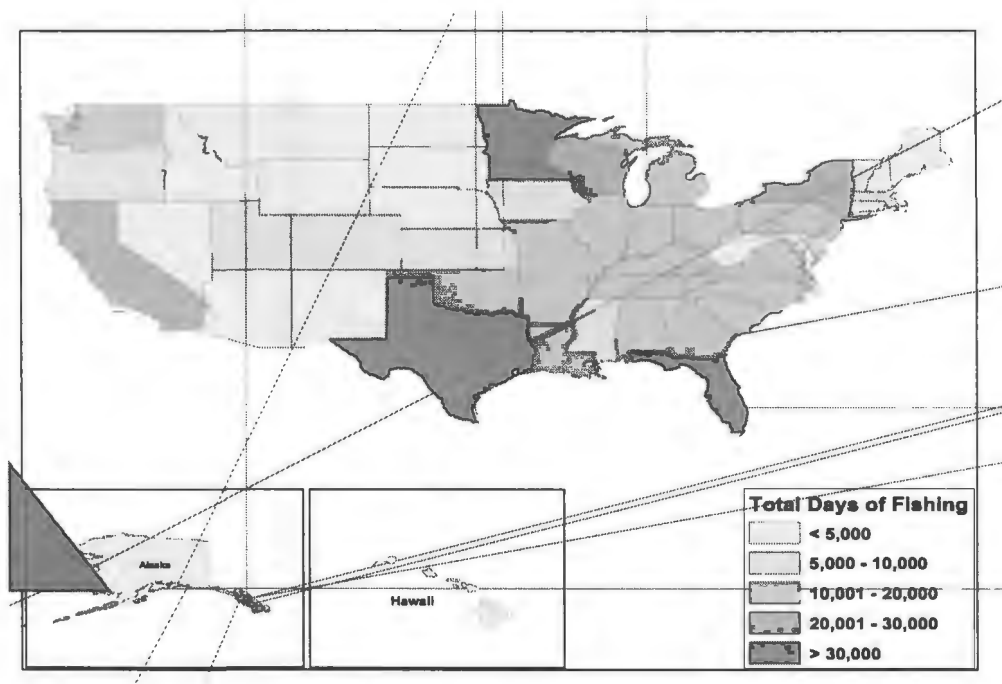 Total Days of Fishing
< 5,000
5,000 - 10,000
10,001 - 20,000
20,001 - 30,000
> 30,000
Alaska
Hawaii